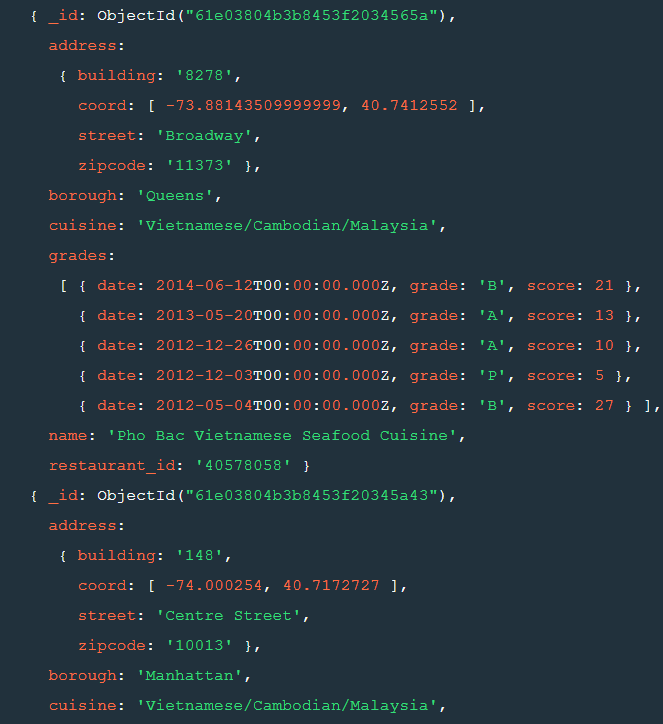 { _id: ObjectId("61e03804b3b8453f2034565a"),
address:
{ building: '8278',
coord: [ -73.88143509999999, 40.7412552 ],
street: 'Broadway',
zipcode: '11373' },
borough: 'Queens',
cuisine: 'Vietnamese/Cambodian/Malaysia',
grades:
[ { date: 2014-06-12T00:00:00.000Z, grade: 'B', score: 21 },
{ date: 2013-05-20T00:00:00.000Z, grade: 'A', score: 13 },
{ date: 2012-12-26T00:00:00.000Z, grade: 'A', score: 10 },
{ date: 2012-12-03T00:00:00.000Z, grade: 'P', score: 5 },
{ date: 2012-05-04T00:00:00.000Z, grade: 'B', score: 27 } ],
name: 'Pho Bac Vietnamese Seafood Cuisine',
restaurant_id: '40578058' }
{ _id: ObjectId("61e03804b3b8453f20345a43"),
address:
{ building: '148',
coord: [ -74.000254, 40.7172727 ],
street: 'Centre Street',
zipcode: '10013' },
borough: 'Manhattan',
cuisine: 'Vietnamese/Cambodian/Malaysia',